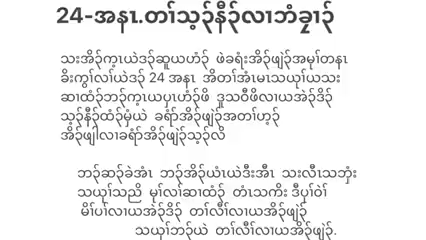 24-အနၤ.တၢ်သ့ၣ်နီၣ်လၢဘံၣ်ခွၢၣ်
သးအိၣ်က့ၤယဲဒၣ်ဆူယဟံၣ် ဖဲခရံးအိၣ်ဖျဲၣ်အမုၢ်တနၤ
ခိးကွၢ်လၢ်ယဲဒၣ် 24 အနၤ အိတၢ်အံၤမၤသယုၢ်ယသး
ဆၢထံၣ်ဘၣ်က့ၤယပှၤဟံၣ်ဖိ ဒူသဝီဖိလၢယအဲၣ်ဒိၣ်
သ့ၣ်နီၣ်ထံၣ်မှံယဲ ခရံာ်အိၣ်ဖျဲၣ်အတၢ်ဟ့ၣ်
အိၣ်ဖျါလၢခရံာ်အိၣ်ဖျဲၣ်သ့ၣ်လိ
ဘၣ်ဆၣ်ခဲအံၤ ဘၣ်အိၣ်ယံၤယဲဒီးအီၤ သးလီၤသဘှံး
သယုၢ်သညိ မုၢ်လၢ်ဆၢထံၣ် တံၤသကိး ဒီပုၢ်ဝဲၢ်
မိၢ်ပၢ်လၢယအဲၣ်ဒိၣ် တၢ်လီၢ်လၢယအိၣ်ဖျဲၣ်
သယုၢ်ဘၣ်ယဲ တၢ်လီၢ်လၢယအိၣ်ဖျဲၣ်.